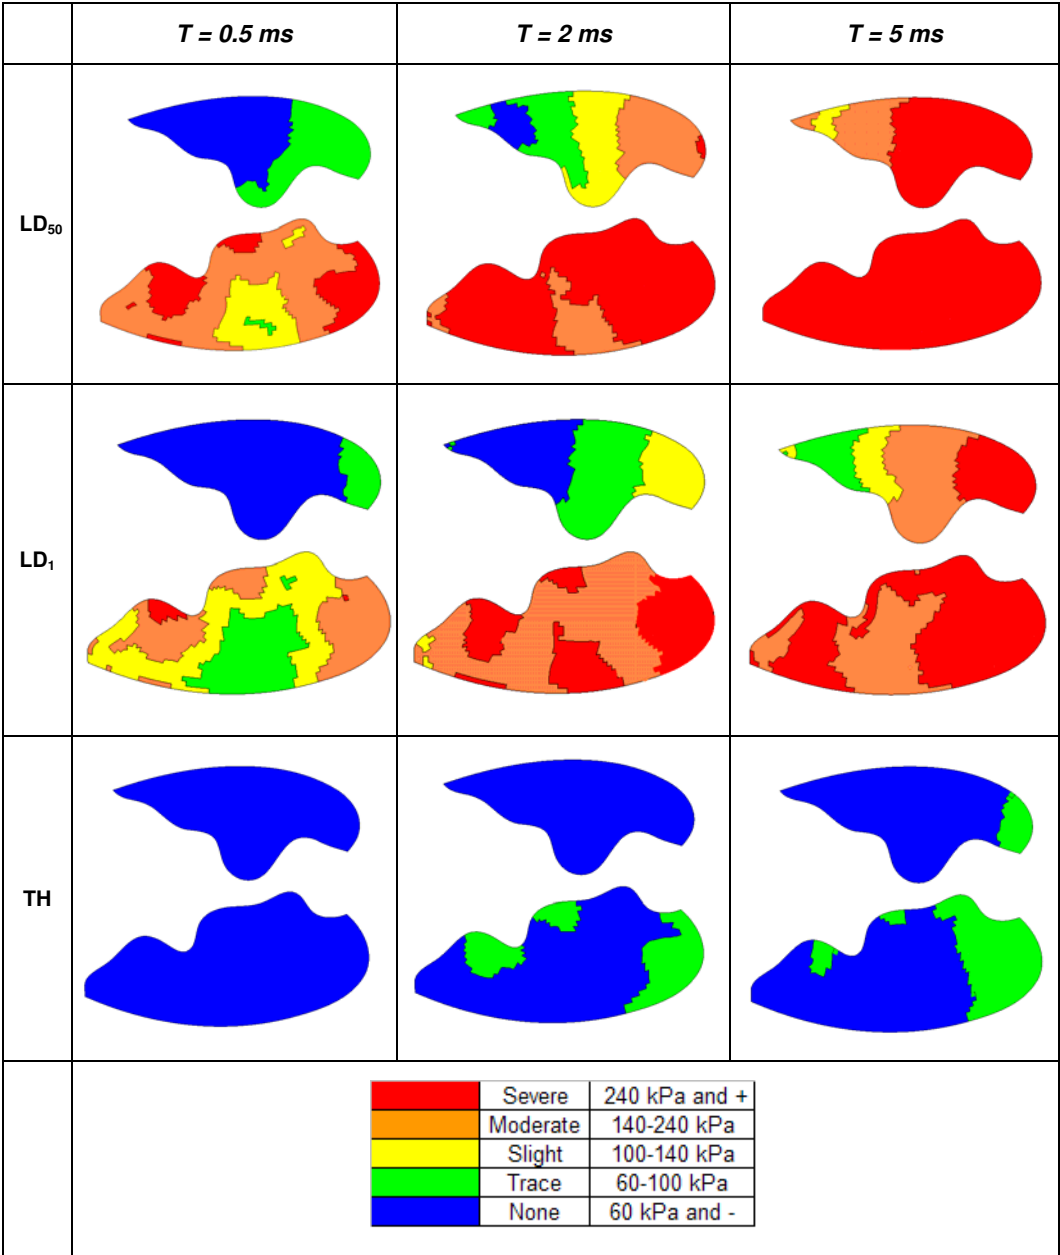 T = 0.5 ms T = 2 ms T = 5 ms
LD₅₀
LD₁
TH
Severe 240 kPa and +
Moderate 140-240 kPa
Slight 100-140 kPa
Trace 60-100 kPa
None 60 kPa and -